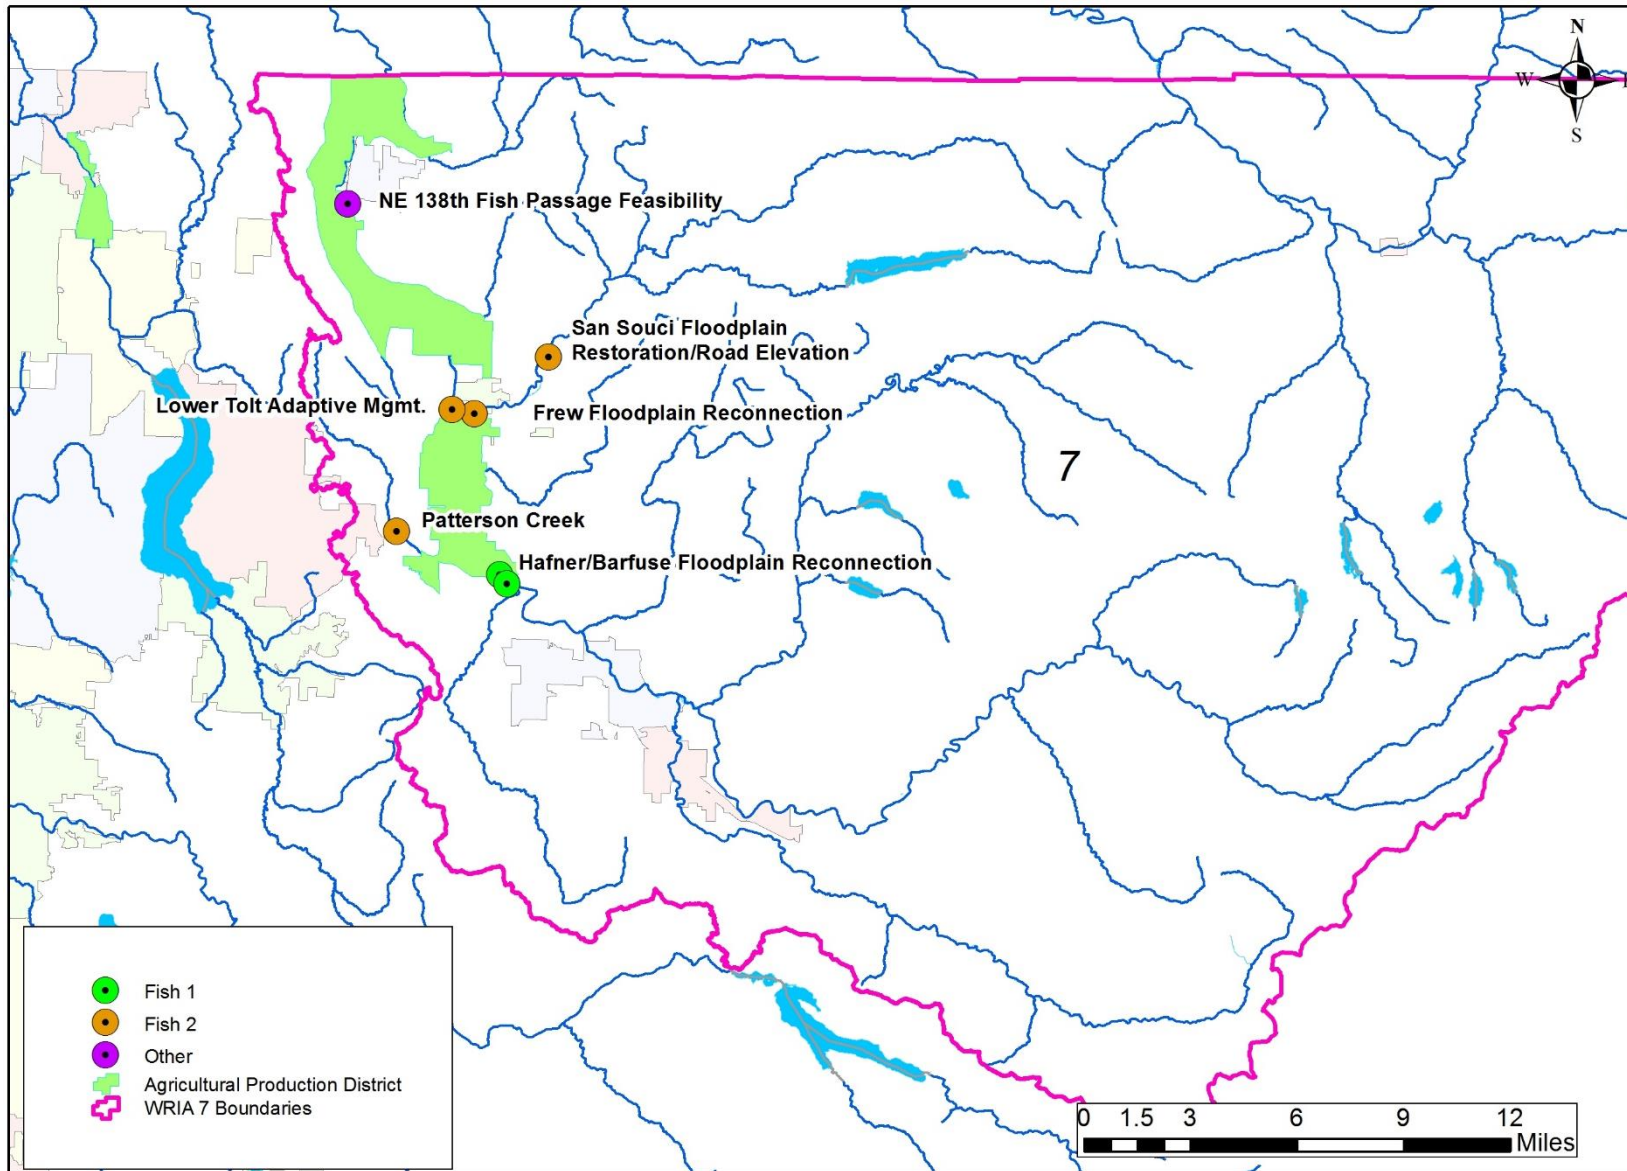 N
W
E
S
NE 138th Fish Passage Feasibility
San Souci Floodplain
Restoration/Road Elevation
Lower Tolt Adaptive Mgmt.
Frew Floodplain Reconnection
7
Patterson Creek
Hafner/Barfuse Floodplain Reconnection
Fish 1
Fish 2
Other
Agricultural Production District
WRIA 7 Boundaries
0 1.5 3 6 9 12
Miles